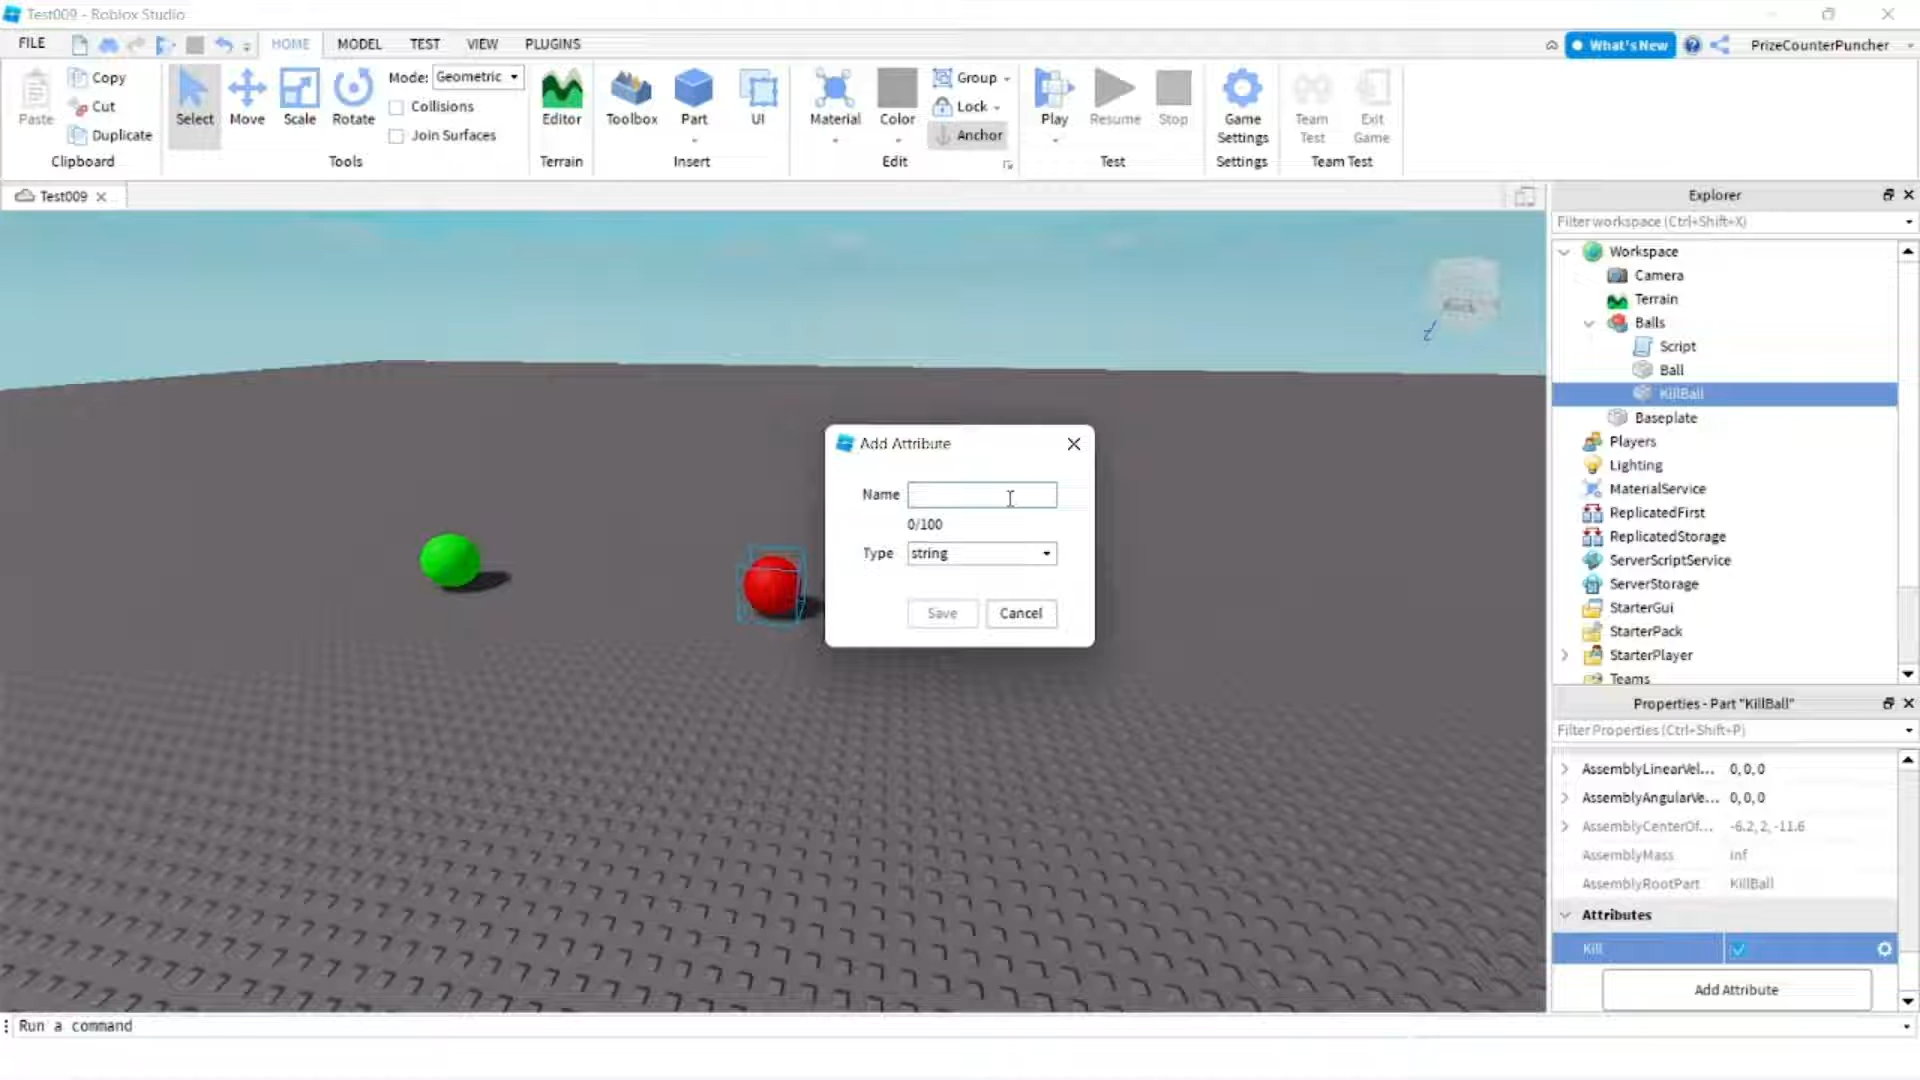 Test009 - Roblox Studio
FILE
HOME
MODEL
TEST
VIEW
PLUGINS
What's New
PrizeCounterPuncher
Paste
Copy
Cut
Duplicate
Clipboard
Select
Move
Scale
Rotate
Mode: Geometric
Collisions
Join Surfaces
Tools
Editor
Terrain
Toolbox
Part
UI
Insert
Material
Color
Group
Lock
Anchor
Edit
Play
Resume
Stop
Test
Game Settings
Settings
Team Test
Exit Game
Team Test
Test009
Explorer
Filter workspace (Ctrl+Shift+X)
Workspace
Camera
Terrain
Balls
Script
Ball
KillBall
Baseplate
Players
Lighting
MaterialService
ReplicatedFirst
ReplicatedStorage
ServerScriptService
ServerStorage
StarterGui
StarterPack
StarterPlayer
Teams
Add Attribute
Name
0/100
Type string
Save
Cancel
Properties - Part "KillBall"
Filter Properties (Ctrl+Shift+P)
AssemblyLinearVel... 0, 0, 0
AssemblyAngularVe... 0, 0, 0
AssemblyCenterOf... -6.2, 2, -11.6
AssemblyMass inf
AssemblyRootPart KillBall
Attributes
Kill
Add Attribute
Run a command